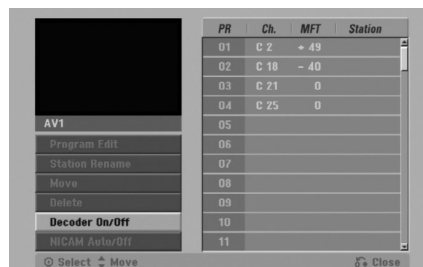 PR Ch. MFT Station
01 C 2 + 49
02 C 18 - 40
03 C 21 0
04 C 25 0
05
06
07
08
09
10
11
AV1
Program Edit
Station Rename
Move
Delete
Decoder On/Off
NICAM Auto/Off
Select Move
Close